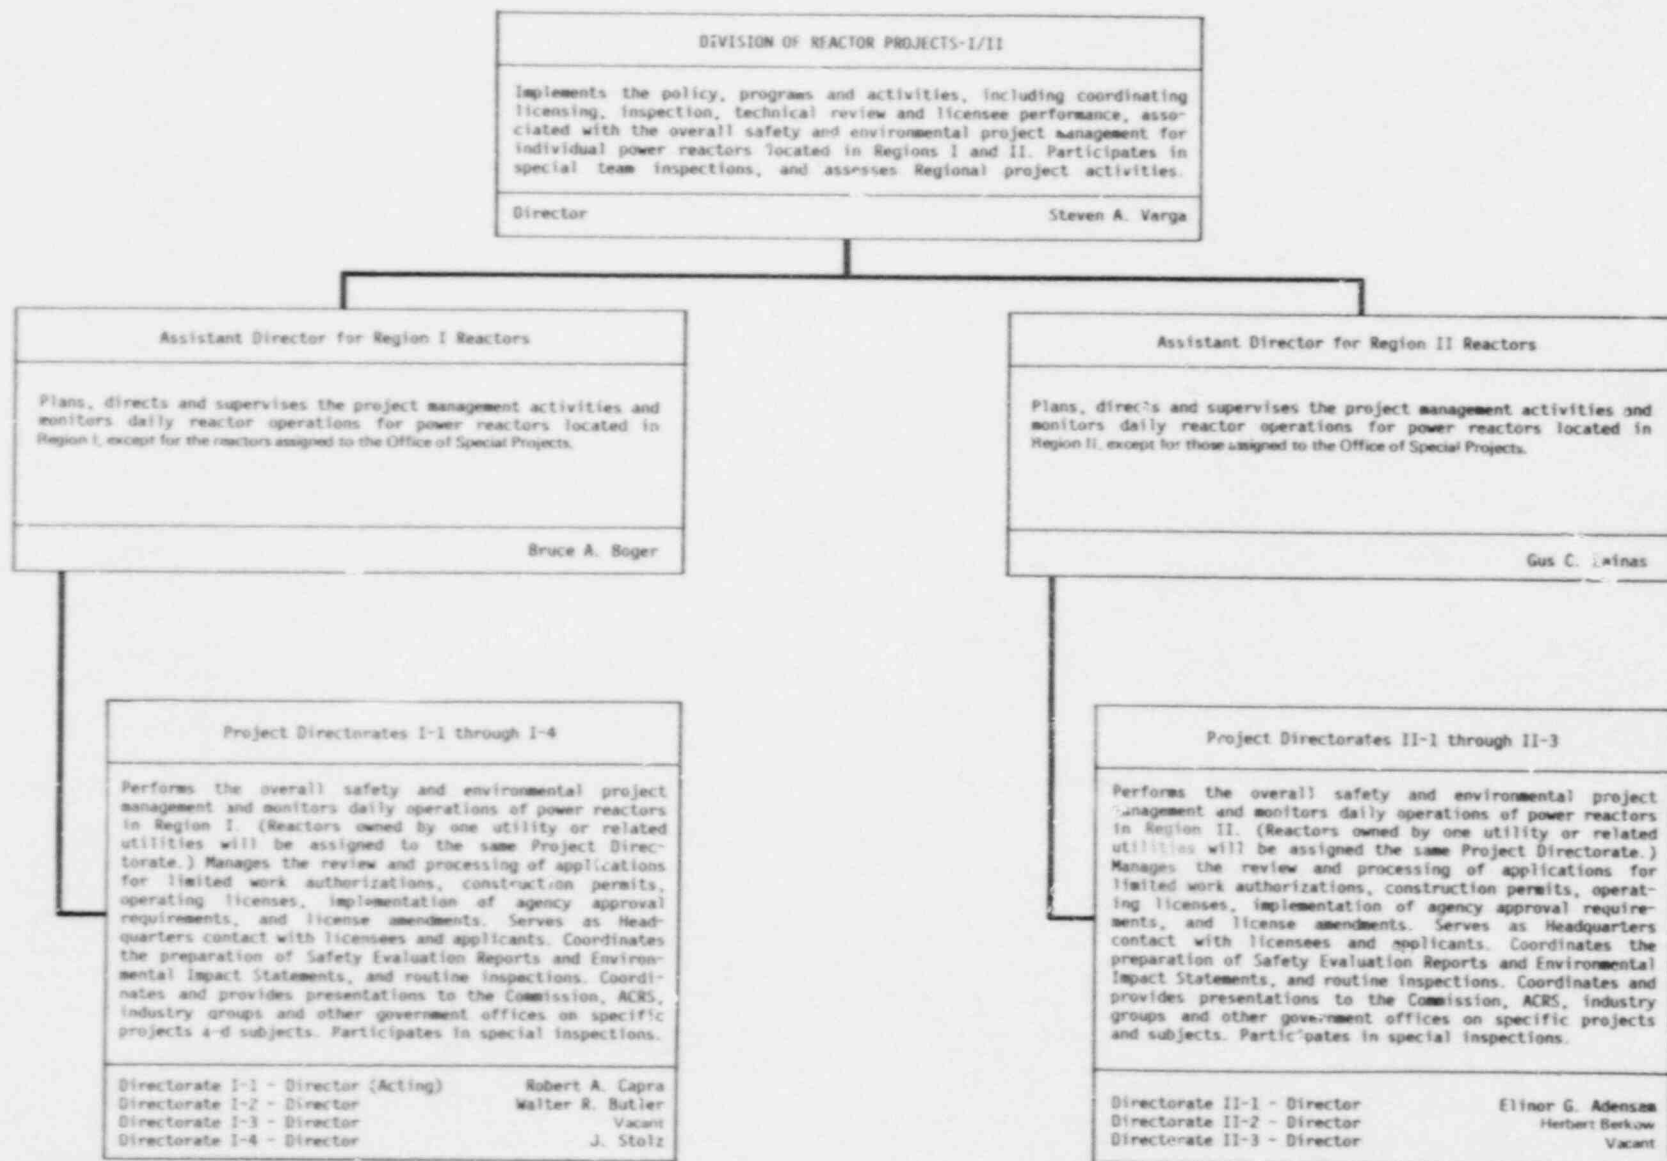 DIVISION OF REACTOR PROJECTS-I/II
Implements the policy, programs and activities, including coordinating
licensing, inspection, technical review and licensee performance, asso-
ciated with the overall safety and environmental project management for
individual power reactors located in Regions I and II. Participates in
special team inspections, and assesses Regional project activities.
Director Steven A. Varga
Assistant Director for Region I Reactors
Plans, directs and supervises the project management activities and
monitors daily reactor operations for power reactors located in
Region I, except for the reactors assigned to the Office of Special Projects.
Bruce A. Boger
Assistant Director for Region II Reactors
Plans, directs and supervises the project management activities and
monitors daily reactor operations for power reactors located in
Region II, except for those assigned to the Office of Special Projects.
Gus C.
Project Directorates I-1 through I-4
Performs the overall safety and environmental project
management and monitors daily operations of power reactors
in Region I. (Reactors owned by one utility or related
utilities will be assigned to the same Project Direc-
torate.) Manages the review and processing of applications
for limited work authorizations, construction permits,
operating licenses, implementation of agency approval
requirements, and license amendments. Serves as Head-
quarters contact with licensees and applicants. Coordinates
the preparation of Safety Evaluation Reports and Environ-
mental Impact Statements, and routine inspections. Coordi-
nates and provides presentations to the Commission, ACRS,
industry groups and other government offices on specific
projects and subjects. Participates in special inspections.
Directorate I-1 - Director (Acting) Robert A. Capra
Directorate I-2 - Director Walter R. Butler
Directorate I-3 - Director Vacant
Directorate I-4 - Director J. Stolz
Project Directorates II-1 through II-3
Performs the overall safety and environmental project
management and monitors daily operations of power reactors
in Region II. (Reactors owned by one utility or related
utilities will be assigned the same Project Directorate.)
Manages the review and processing of applications for
limited work authorizations, construction permits, operat-
ing licenses, implementation of agency approval require-
ments, and license amendments. Serves as Headquarters
contact with licensees and applicants. Coordinates the
preparation of Safety Evaluation Reports and Environmental
Impact Statements, and routine inspections. Coordinates and
provides presentations to the Commission, ACRS, industry
groups and other government offices on specific projects
and subjects. Participates in special inspections.
Directorate II-1 - Director Elinor G. Adensam
Directorate II-2 - Director Herbert Berkow
Directorate II-3 - Director Vacant